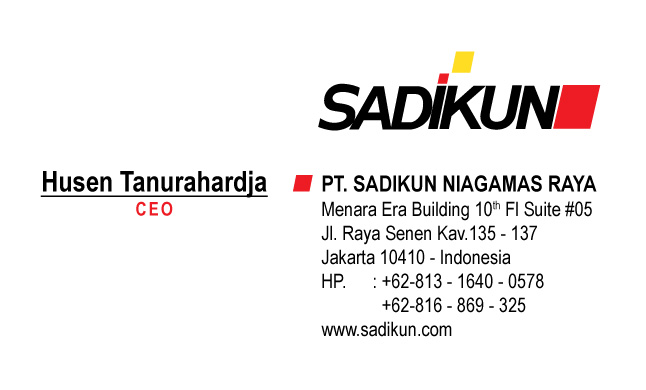 SADIKUN
Husen Tanurahardja
CEO
PT. SADIKUN NIAGAMAS RAYA
Menara Era Building 10th Fl Suite #05
Jl. Raya Senen Kav.135 - 137
Jakarta 10410 - Indonesia
HP. : +62-813 - 1640 - 0578
+62-816 - 869 - 325
www.sadikun.com